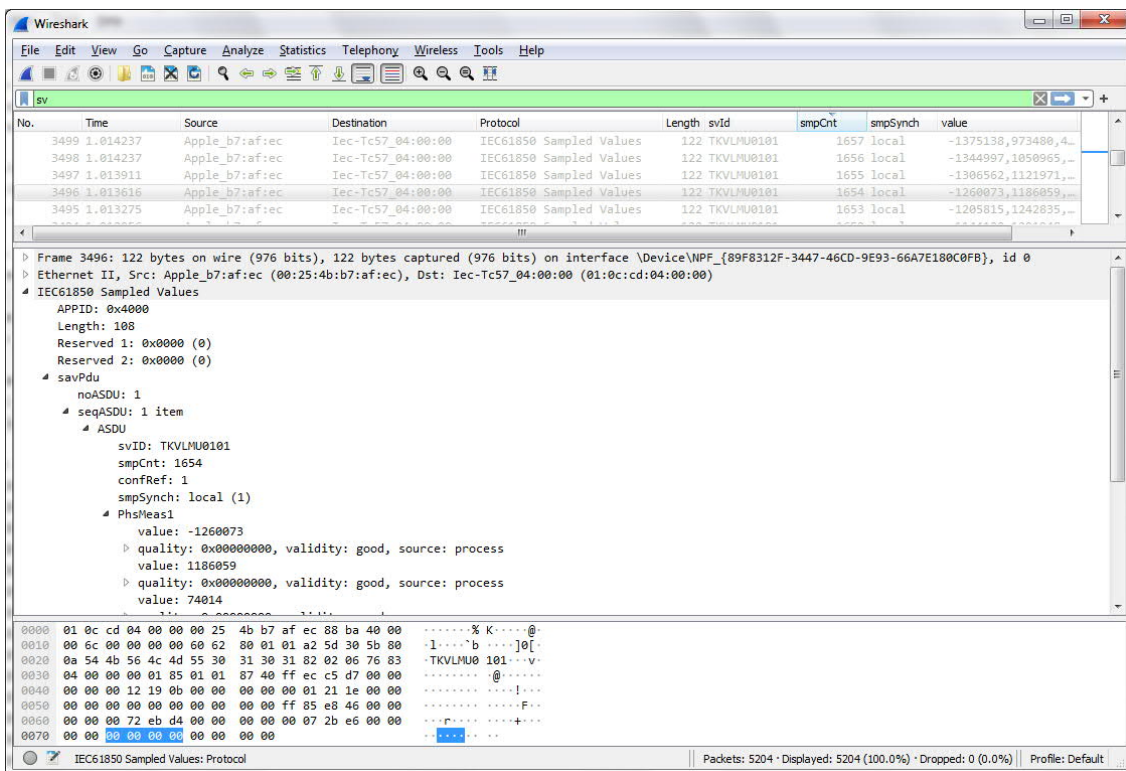 Wireshark
File Edit View Go Capture Analyze Statistics Telephony Wireless Tools Help
sv
No. Time Source Destination Protocol Length svId smpCnt smpSynch value
3499 1.014237 Apple_b7:af:ec Iec-Tc57_04:00:00 IEC61850 Sampled Values 122 TKVLMU0101 1657 local -1375138,973480,4…
3498 1.014237 Apple_b7:af:ec Iec-Tc57_04:00:00 IEC61850 Sampled Values 122 TKVLMU0101 1656 local -1344997,1050965,…
3497 1.013911 Apple_b7:af:ec Iec-Tc57_04:00:00 IEC61850 Sampled Values 122 TKVLMU0101 1655 local -1306562,1121971,…
3496 1.013616 Apple_b7:af:ec Iec-Tc57_04:00:00 IEC61850 Sampled Values 122 TKVLMU0101 1654 local -1260073,1186059,…
3495 1.013275 Apple_b7:af:ec Iec-Tc57_04:00:00 IEC61850 Sampled Values 122 TKVLMU0101 1653 local -1205815,1242835,…
Frame 3496: 122 bytes on wire (976 bits), 122 bytes captured (976 bits) on interface \Device\NPF_{89F8312F-3447-46CD-9E93-66A7E180C0FB}, id 0
Ethernet II, Src: Apple_b7:af:ec (00:25:4b:b7:af:ec), Dst: Iec-Tc57_04:00:00 (01:0c:cd:04:00:00)
IEC61850 Sampled Values
APPID: 0x4000
Length: 108
Reserved 1: 0x0000 (0)
Reserved 2: 0x0000 (0)
savPdu
noASDU: 1
seqASDU: 1 item
ASDU
svID: TKVLMU0101
smpCnt: 1654
confRef: 1
smpSynch: local (1)
PhsMeas1
value: -1260073
quality: 0x00000000, validity: good, source: process
value: 1186059
quality: 0x00000000, validity: good, source: process
value: 74014
0000 01 0c cd 04 00 00 00 25 4b b7 af ec 88 ba 40 00 ·······% K·····@·
0010 00 6c 00 00 00 00 60 62 80 01 01 a2 5d 30 5b 80 ·l····`b ····]0[·
0020 0a 54 4b 56 4c 4d 55 30 31 30 31 82 02 06 76 83 ·TKVLMU0 101···v·
0030 04 00 00 00 01 85 01 01 87 40 ff ec c5 d7 00 00 ········ ·@······
0040 00 00 00 12 19 0b 00 00 00 00 00 01 21 1e 00 00 ········ ····!···
0050 00 00 00 00 00 00 00 00 00 00 ff 85 e8 46 00 00 ········ ·····F··
0060 00 00 00 72 eb d4 00 00 00 00 00 07 2b e6 00 00 ···r···· ····+···
0070 00 00 00 00 00 00 00 00 00 00 ········ ··
IEC61850 Sampled Values: Protocol Packets: 5204 · Displayed: 5204 (100.0%) · Dropped: 0 (0.0%) Profile: Default